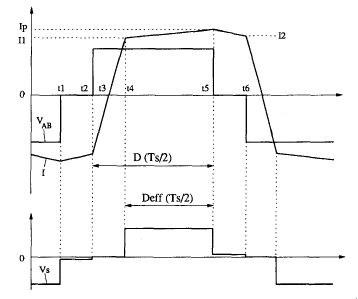 Ip
I1
I2
t1 t2 t3 t4 t5 t6
0
VAB
I
D (Ts/2)
Deff (Ts/2)
0
Vs